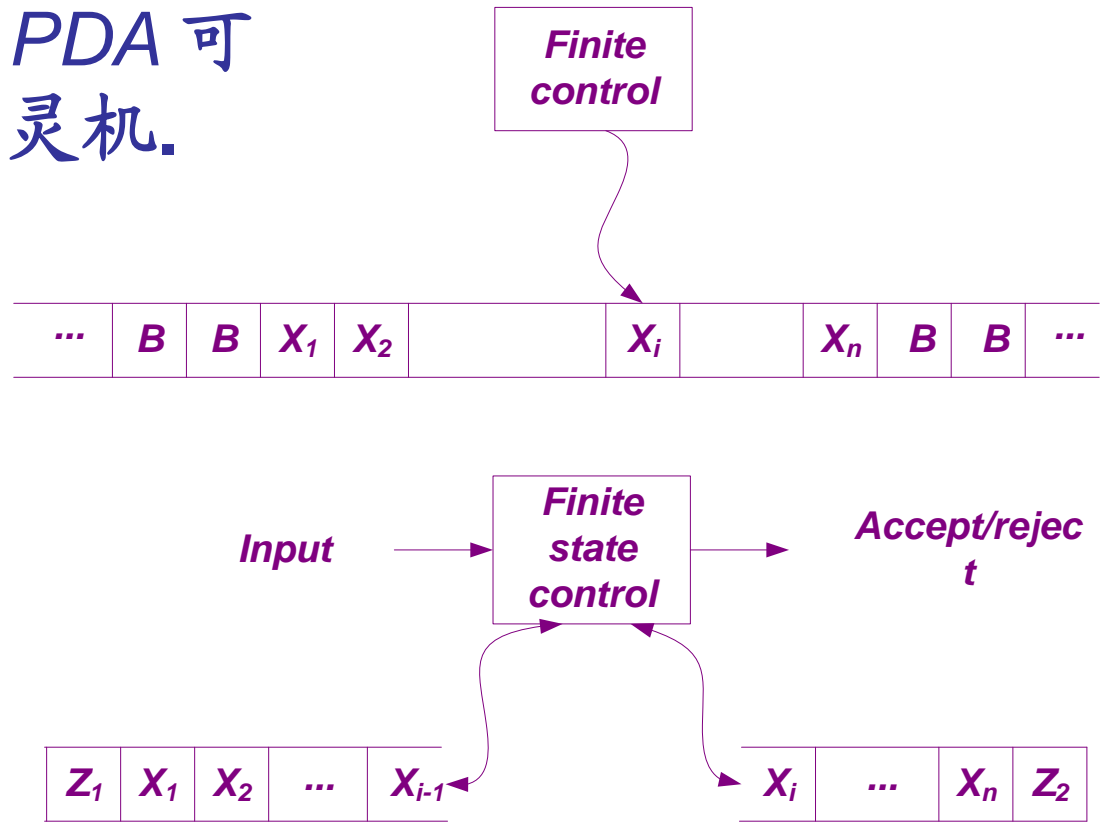 PDA 可
灵机.
Finite
control
... B B X₁ X₂ Xᵢ Xₙ B B ...
Input
Finite
state
control
Accept/rejec
t
Z₁ X₁ X₂ ... Xᵢ₋₁
Xᵢ ... Xₙ Z₂